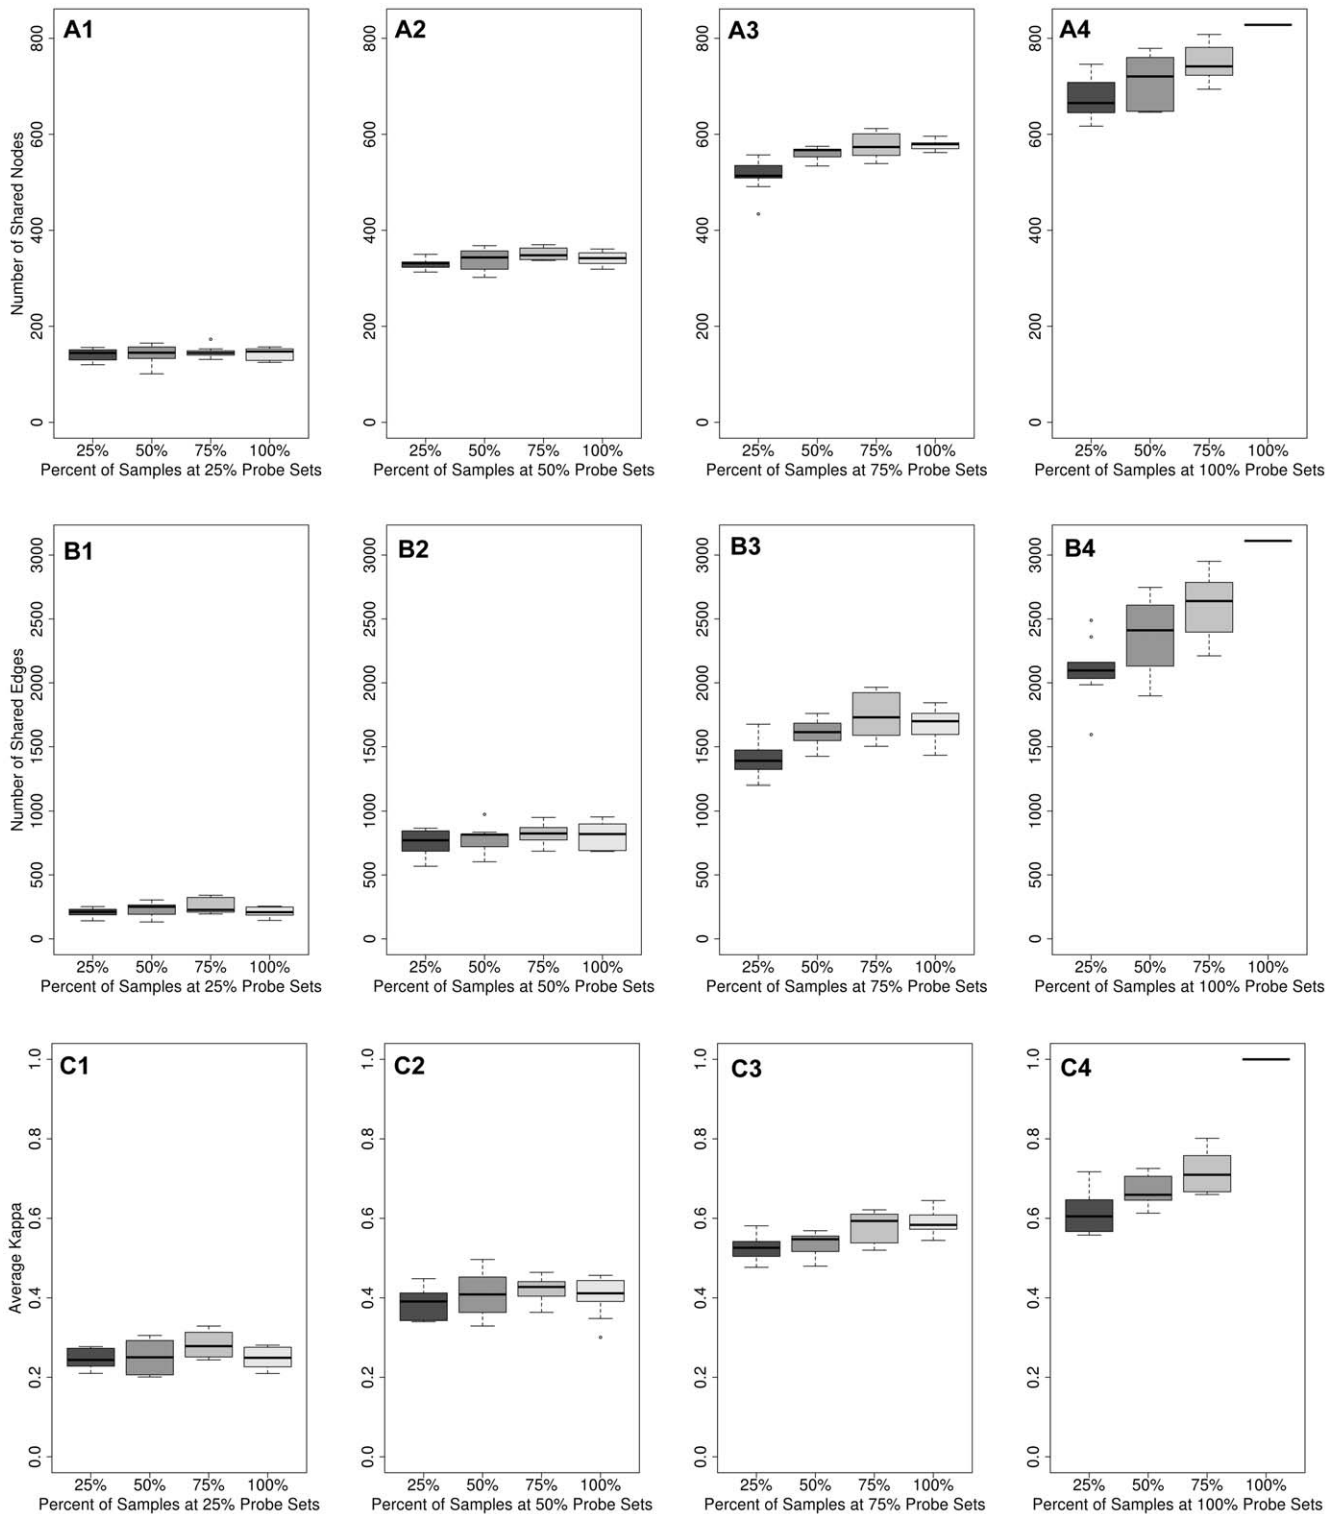 A1
A2
A3
A4
Number of Shared Nodes
800
600
400
200
0
800
600
400
200
0
800
600
400
200
0
800
600
400
200
0
25% 50% 75% 100%
Percent of Samples at 25% Probe Sets
25% 50% 75% 100%
Percent of Samples at 50% Probe Sets
25% 50% 75% 100%
Percent of Samples at 75% Probe Sets
25% 50% 75% 100%
Percent of Samples at 100% Probe Sets
B1
B2
B3
B4
Number of Shared Edges
3000
2500
2000
1500
1000
500
0
3000
2500
2000
1500
1000
500
0
3000
2500
2000
1500
1000
500
0
3000
2500
2000
1500
1000
500
0
25% 50% 75% 100%
Percent of Samples at 25% Probe Sets
25% 50% 75% 100%
Percent of Samples at 50% Probe Sets
25% 50% 75% 100%
Percent of Samples at 75% Probe Sets
25% 50% 75% 100%
Percent of Samples at 100% Probe Sets
C1
C2
C3
C4
Average Kappa
1.0
0.8
0.6
0.4
0.2
0.0
1.0
0.8
0.6
0.4
0.2
0.0
1.0
0.8
0.6
0.4
0.2
0.0
1.0
0.8
0.6
0.4
0.2
0.0
25% 50% 75% 100%
Percent of Samples at 25% Probe Sets
25% 50% 75% 100%
Percent of Samples at 50% Probe Sets
25% 50% 75% 100%
Percent of Samples at 75% Probe Sets
25% 50% 75% 100%
Percent of Samples at 100% Probe Sets